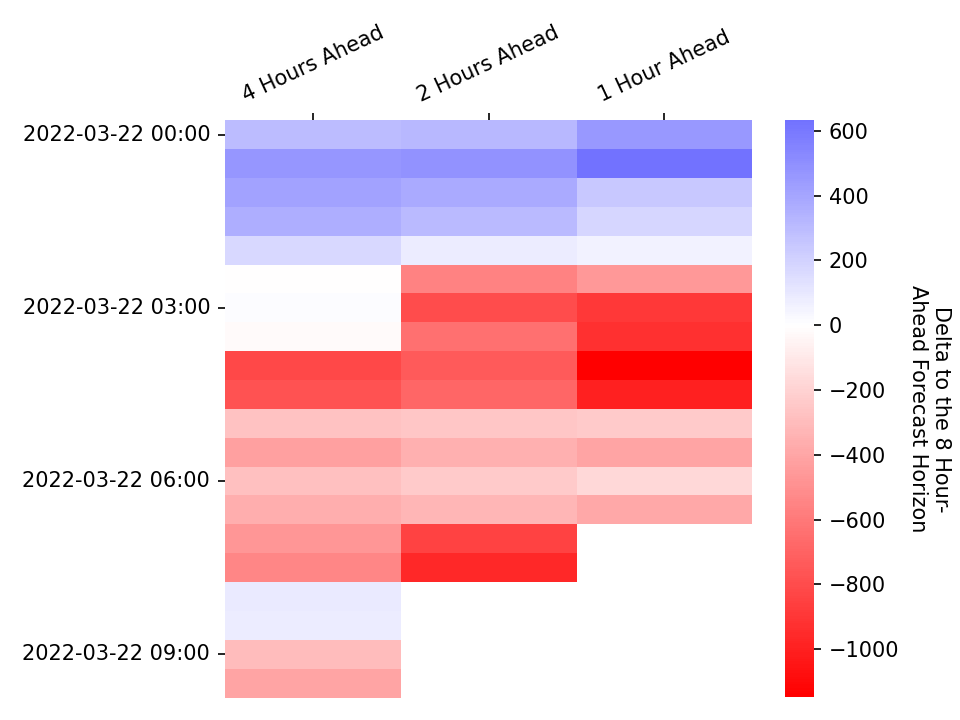 4 Hours Ahead
2 Hours Ahead
1 Hour Ahead
2022-03-22 00:00
2022-03-22 03:00
2022-03-22 06:00
2022-03-22 09:00
600
400
200
0
−200
−400
−600
−800
−1000
Delta to the 8 Hour-
Ahead Forecast Horizon